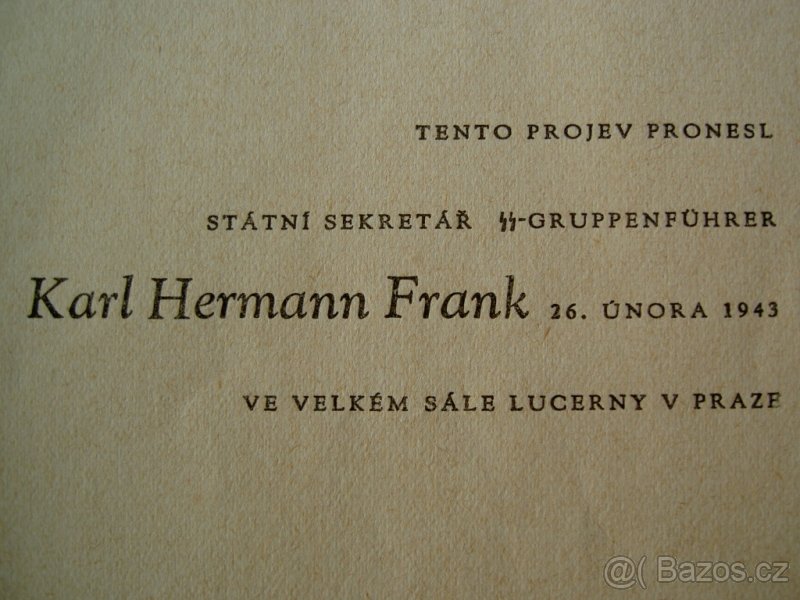 TENTO PROJEV PRONESL
STÁTNÍ SEKRETÁŘ ᛋᛋ-GRUPPENFÜHRER
Karl Hermann Frank 26. ÚNORA 1943
VE VELKÉM SÁLE LUCERNY V PRAZE
@( Bazos.cz